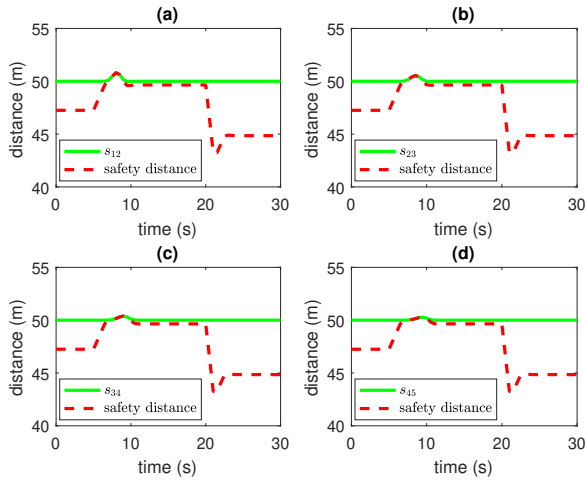 (a)
55
50
45
40
distance (m)
s12
safety distance
0 10 20 30
time (s)
(b)
55
50
45
40
distance (m)
s23
safety distance
0 10 20 30
time (s)
(c)
55
50
45
40
distance (m)
s34
safety distance
0 10 20 30
time (s)
(d)
55
50
45
40
distance (m)
s45
safety distance
0 10 20 30
time (s)